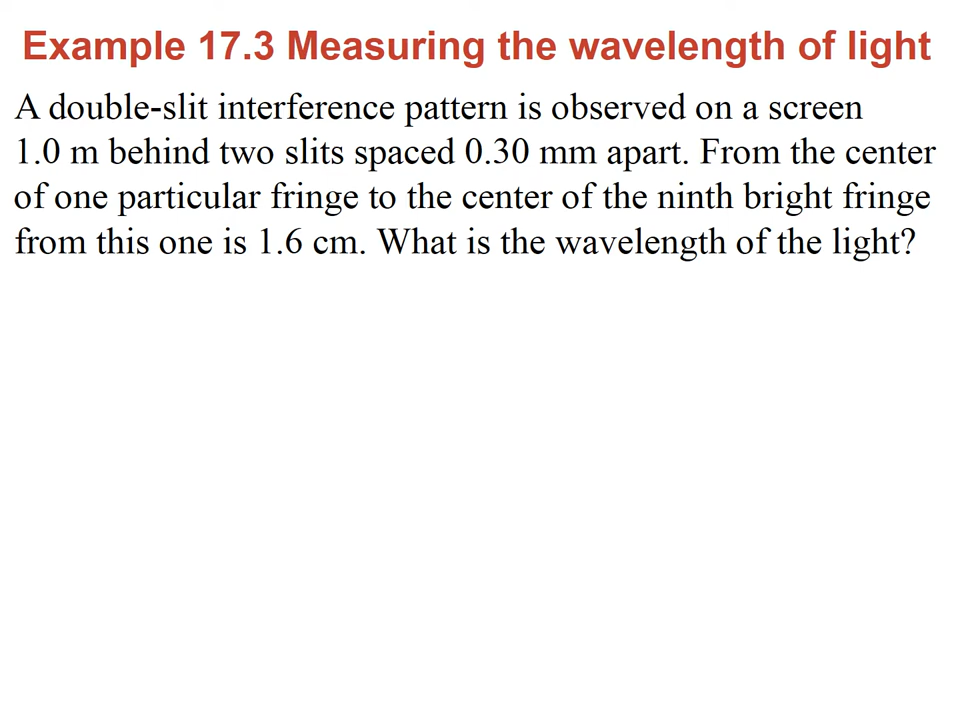 Example 17.3 Measuring the wavelength of light
A double-slit interference pattern is observed on a screen
1.0 m behind two slits spaced 0.30 mm apart. From the center
of one particular fringe to the center of the ninth bright fringe
from this one is 1.6 cm. What is the wavelength of the light?